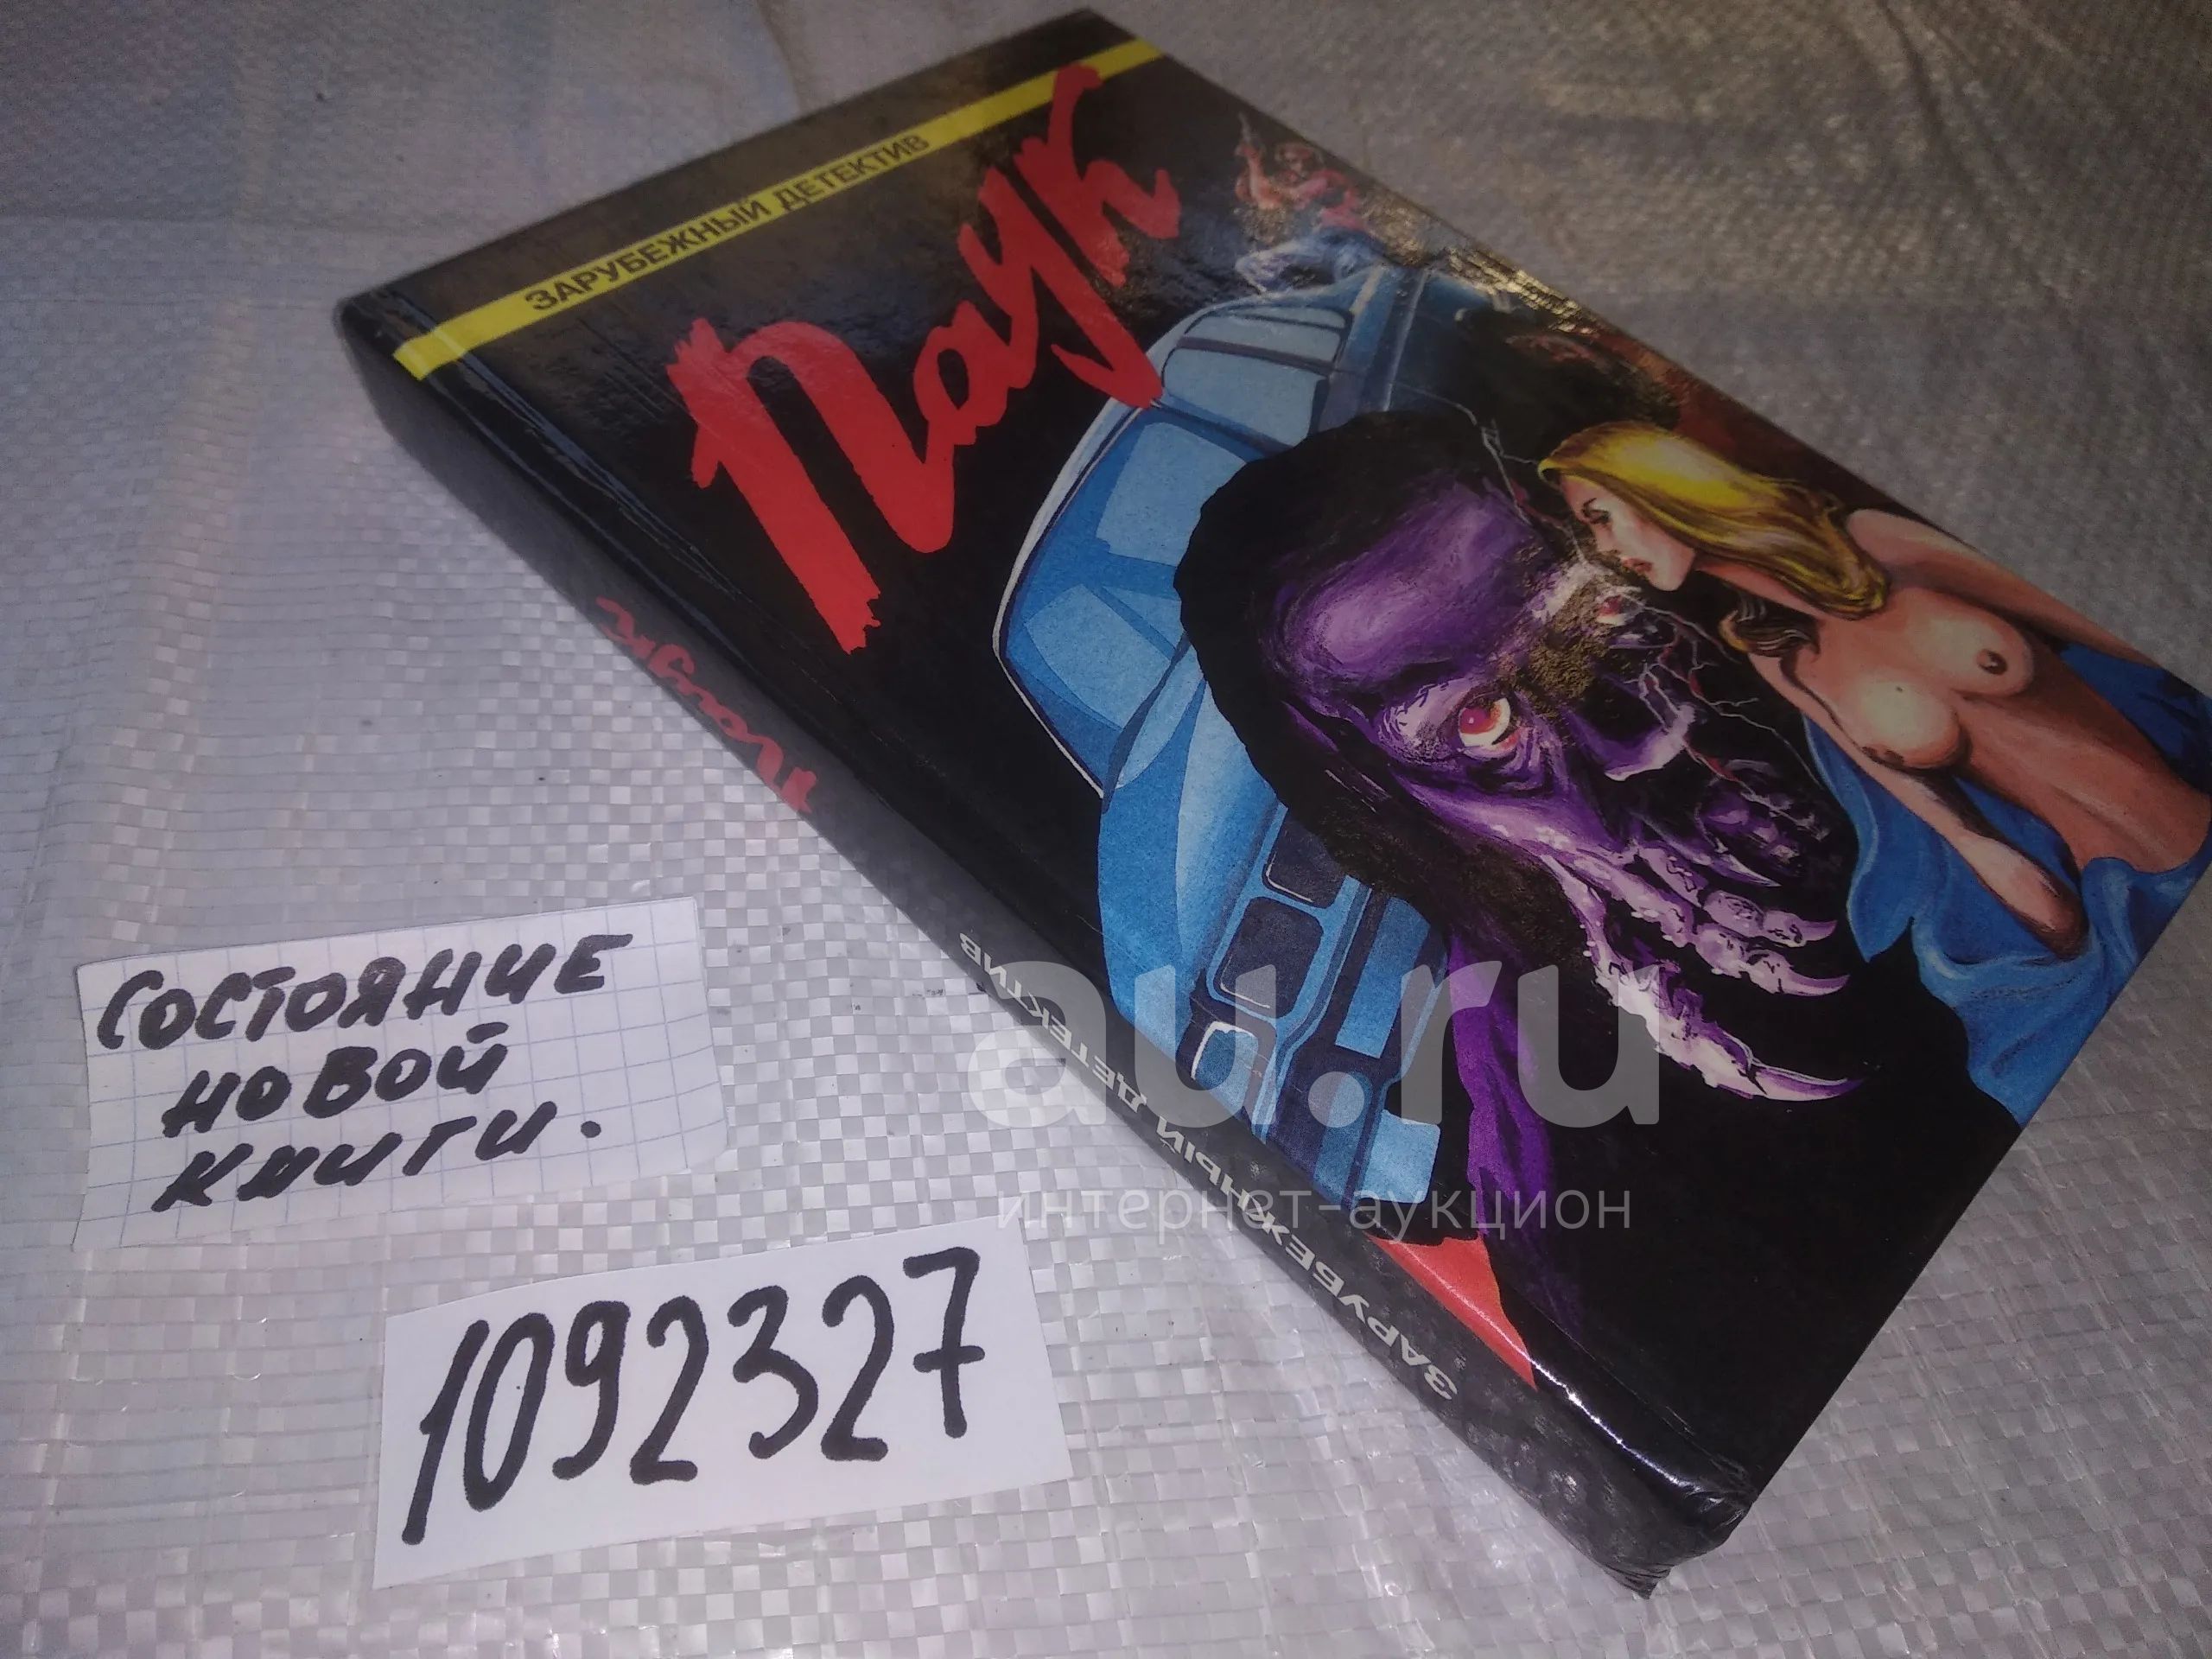 ЗАРУБЕЖНЫЙ ДЕТЕКТИВ
Паук
Паук
ЗАРУБЕЖНЫЙ ДЕТЕКТИВ
СОСТОЯНИЕ
НОВОЙ
КНИГИ.
1092327
au.ru
интернет-аукцион